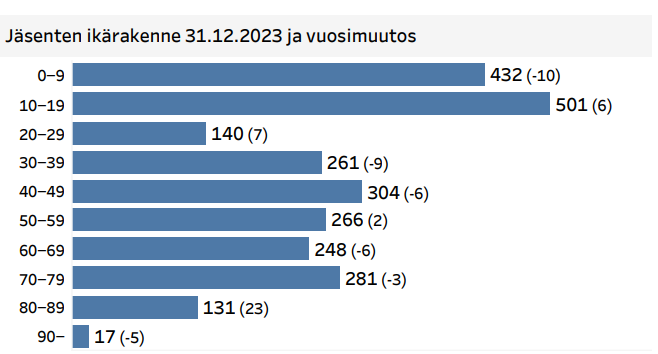 Jäsenten ikärakenne 31.12.2023 ja vuosimuutos
0–9 432 (-10)
10–19 501 (6)
20–29 140 (7)
30–39 261 (-9)
40–49 304 (-6)
50–59 266 (2)
60–69 248 (-6)
70–79 281 (-3)
80–89 131 (23)
90– 17 (-5)